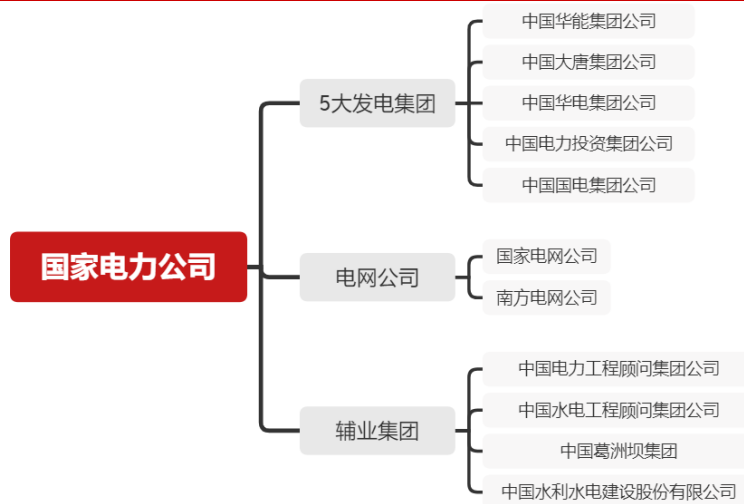 国家电力公司
5大发电集团
中国华能集团公司
中国大唐集团公司
中国华电集团公司
中国电力投资集团公司
中国国电集团公司
电网公司
国家电网公司
南方电网公司
辅业集团
中国电力工程顾问集团公司
中国水电工程顾问集团公司
中国葛洲坝集团
中国水利水电建设股份有限公司